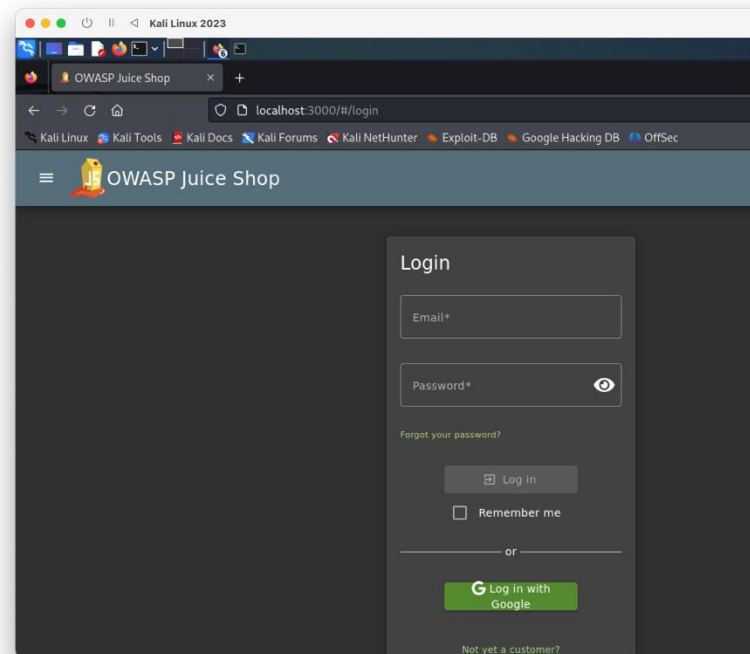 Kali Linux 2023
6
OWASP Juice Shop
localhost:3000/#/login
Kali Linux Kali Tools Kali Docs Kali Forums Kali NetHunter Exploit-DB Google Hacking DB OffSec
JS OWASP Juice Shop
Login
Email*
Password*
Forgot your password?
Log in
Remember me
or
G Log in with
Google
Not yet a customer?